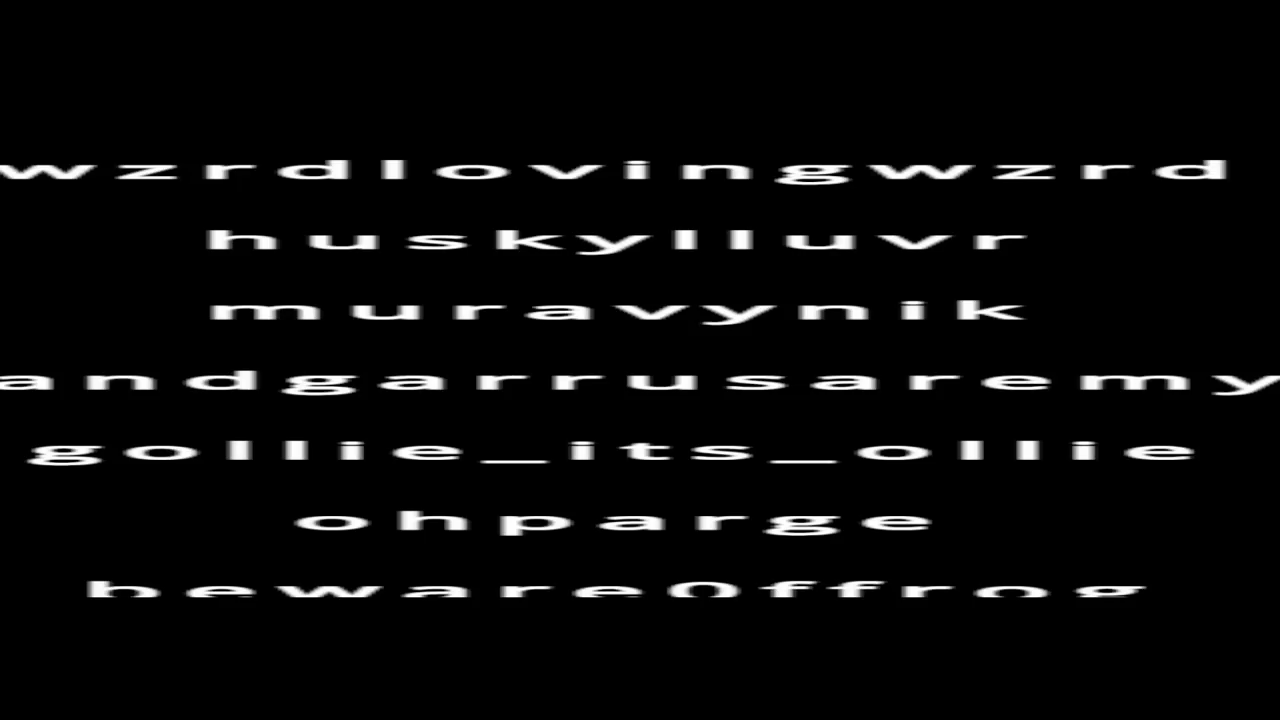 wzrdlovingwzrd
huskylluvr
muravynik
andgarrusaremy
gollie_its_ollie
ohparge
beware0ffrog